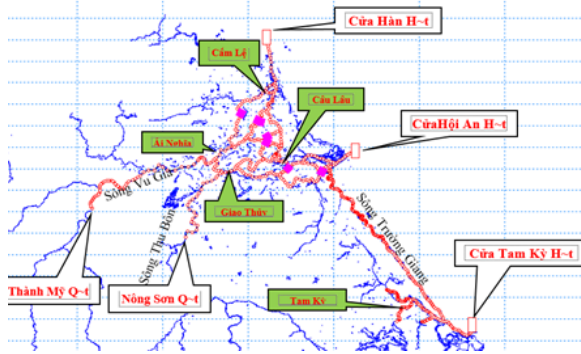 Cửa Hàn H~t
Cẩm Lệ
Câu Lâu
CửaHội An H~t
Ái Nghĩa
Sông Vu Gia
Giao Thủy
Sông Thu Bồn
Sông Trường Giang
Thành Mỹ Q~t
Nông Sơn Q~t
Tam Kỳ
Cửa Tam Kỳ H~t